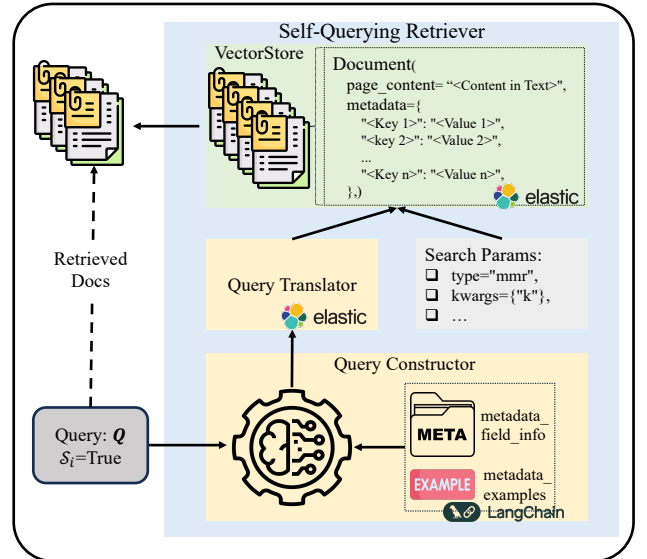 Self-Querying Retriever
VectorStore
Document(
page_content= “<Content in Text>",
metadata={
"<Key 1>": "<Value 1>",
"<key 2>": "<Value 2>",
...
"<Key n>": "<Value n>",
},)
elastic
Retrieved
Docs
Query Translator
elastic
Search Params:
❑ type="mmr",
❑ kwargs={"k"},
❑ …
Query Constructor
Query: Q
𝒮i=True
META
metadata_
field_info
EXAMPLE
metadata_
examples
LangChain